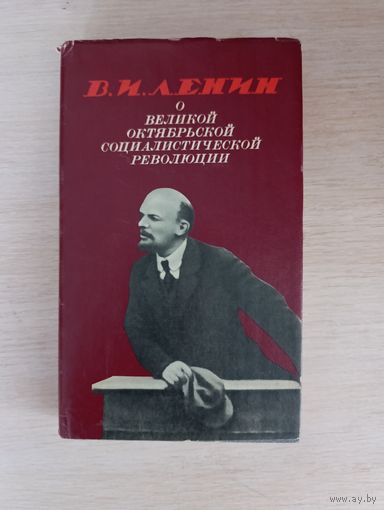 В.И.ЛЕНИН
О
ВЕЛИКОЙ
ОКТЯБРЬСКОЙ
СОЦИАЛИСТИЧЕСКОЙ
РЕВОЛЮЦИИ
www.ay.by